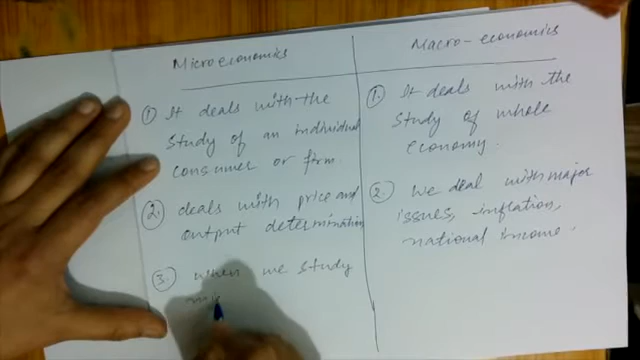 Microeconomics
① It deals with the
study of an individual
consumer or firm.
②. deals with price and
output determination
③. when we study
mi
Macro-economics
①. It deals with the
study of whole
economy.
②. We deal with major
issues, inflation,
national income.